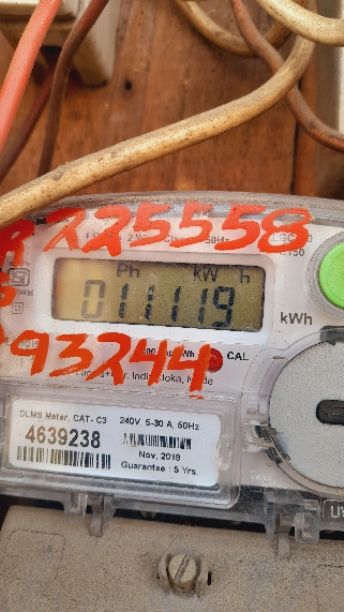 225558
Ph kW h
011119
kWh
93244
CAL
DLMS Meter, CAT- C3 240V, 5-30 A, 50Hz
4639238
Nov, 2018
Guarantee : 5 Yrs.